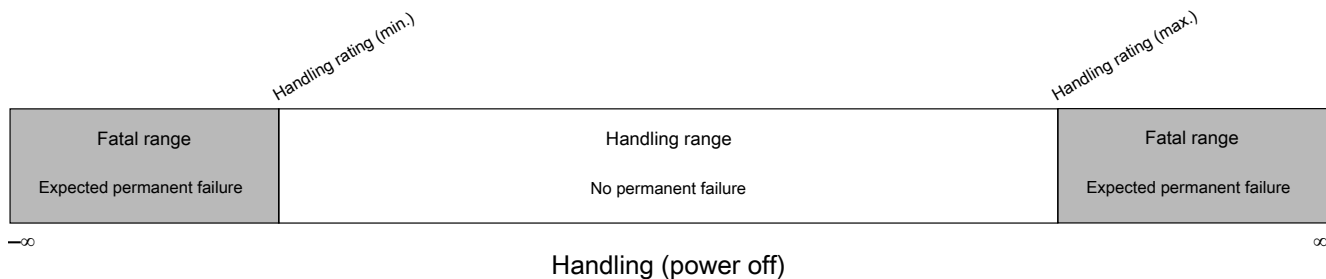 Handling rating (min.)
Handling rating (max.)
Fatal range
Handling range
Fatal range
Expected permanent failure
No permanent failure
Expected permanent failure
–∞
∞
Handling (power off)